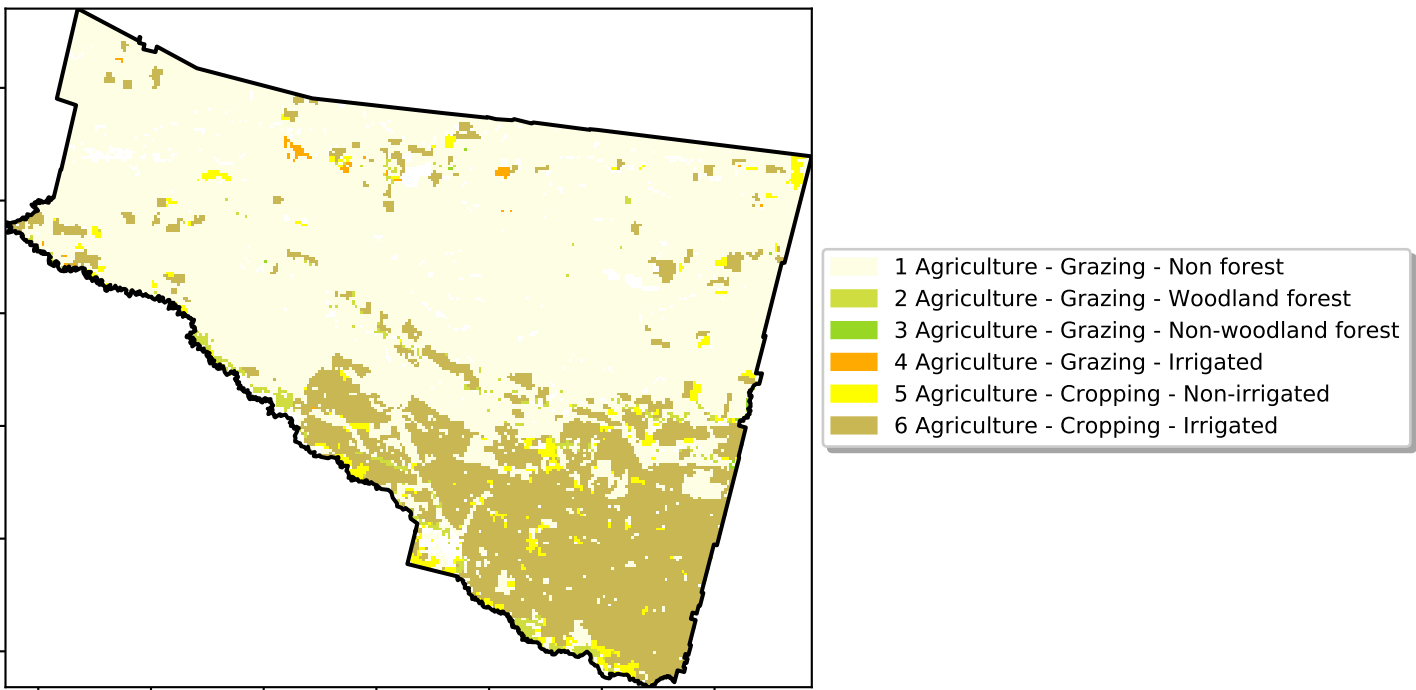 1 Agriculture - Grazing - Non forest
2 Agriculture - Grazing - Woodland forest
3 Agriculture - Grazing - Non-woodland forest
4 Agriculture - Grazing - Irrigated
5 Agriculture - Cropping - Non-irrigated
6 Agriculture - Cropping - Irrigated